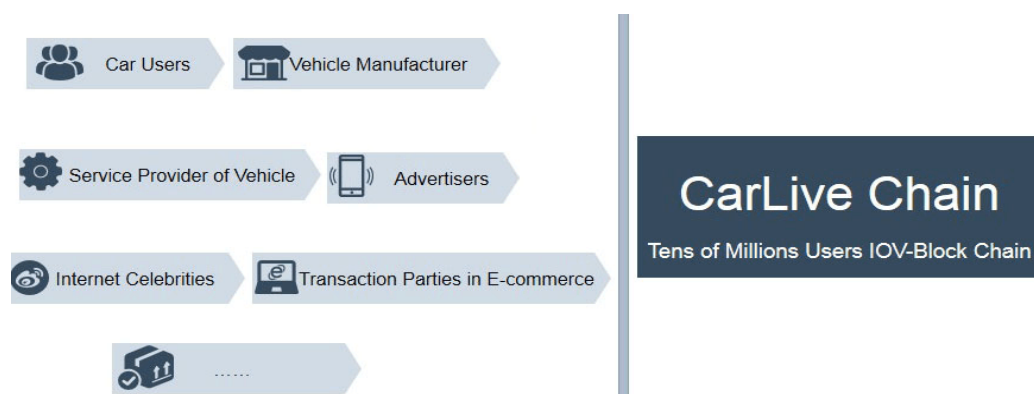 Car Users
Vehicle Manufacturer
Service Provider of Vehicle
Advertisers
Internet Celebrities
Transaction Parties in E-commerce
......
CarLive Chain
Tens of Millions Users IOV-Block Chain